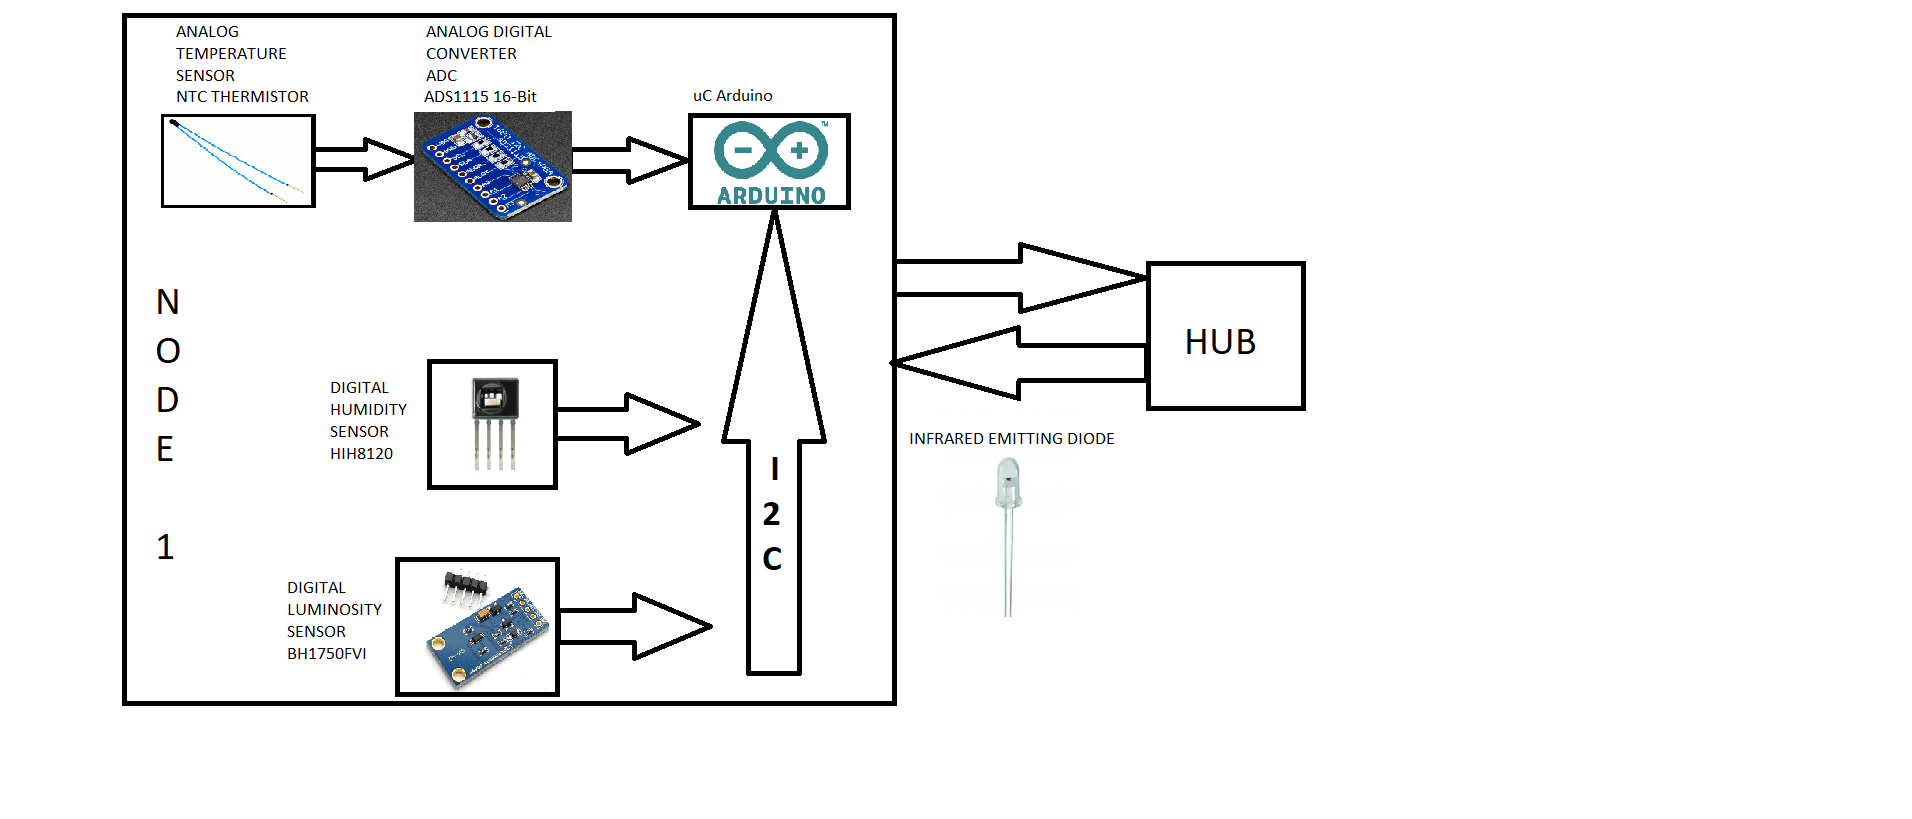 ANALOG
TEMPERATURE
SENSOR
NTC THERMISTOR
ANALOG DIGITAL
CONVERTER
ADC
ADS1115 16-Bit
uC Arduino
ARDUINO
TM
N
O
D
E
1
DIGITAL
HUMIDITY
SENSOR
HIH8120
I
2
C
HUB
INFRARED EMITTING DIODE
DIGITAL
LUMINOSITY
SENSOR
BH1750FVI